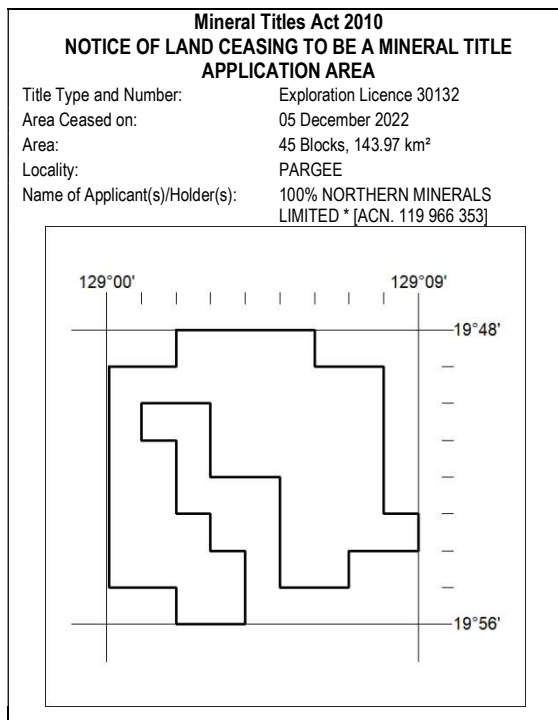 Mineral Titles Act 2010
NOTICE OF LAND CEASING TO BE A MINERAL TITLE
APPLICATION AREA
Title Type and Number: Exploration Licence 30132
Area Ceased on: 05 December 2022
Area: 45 Blocks, 143.97 km²
Locality: PARGEE
Name of Applicant(s)/Holder(s): 100% NORTHERN MINERALS
LIMITED * [ACN. 119 966 353]
129°00' 129°09'
19°48'
19°56'